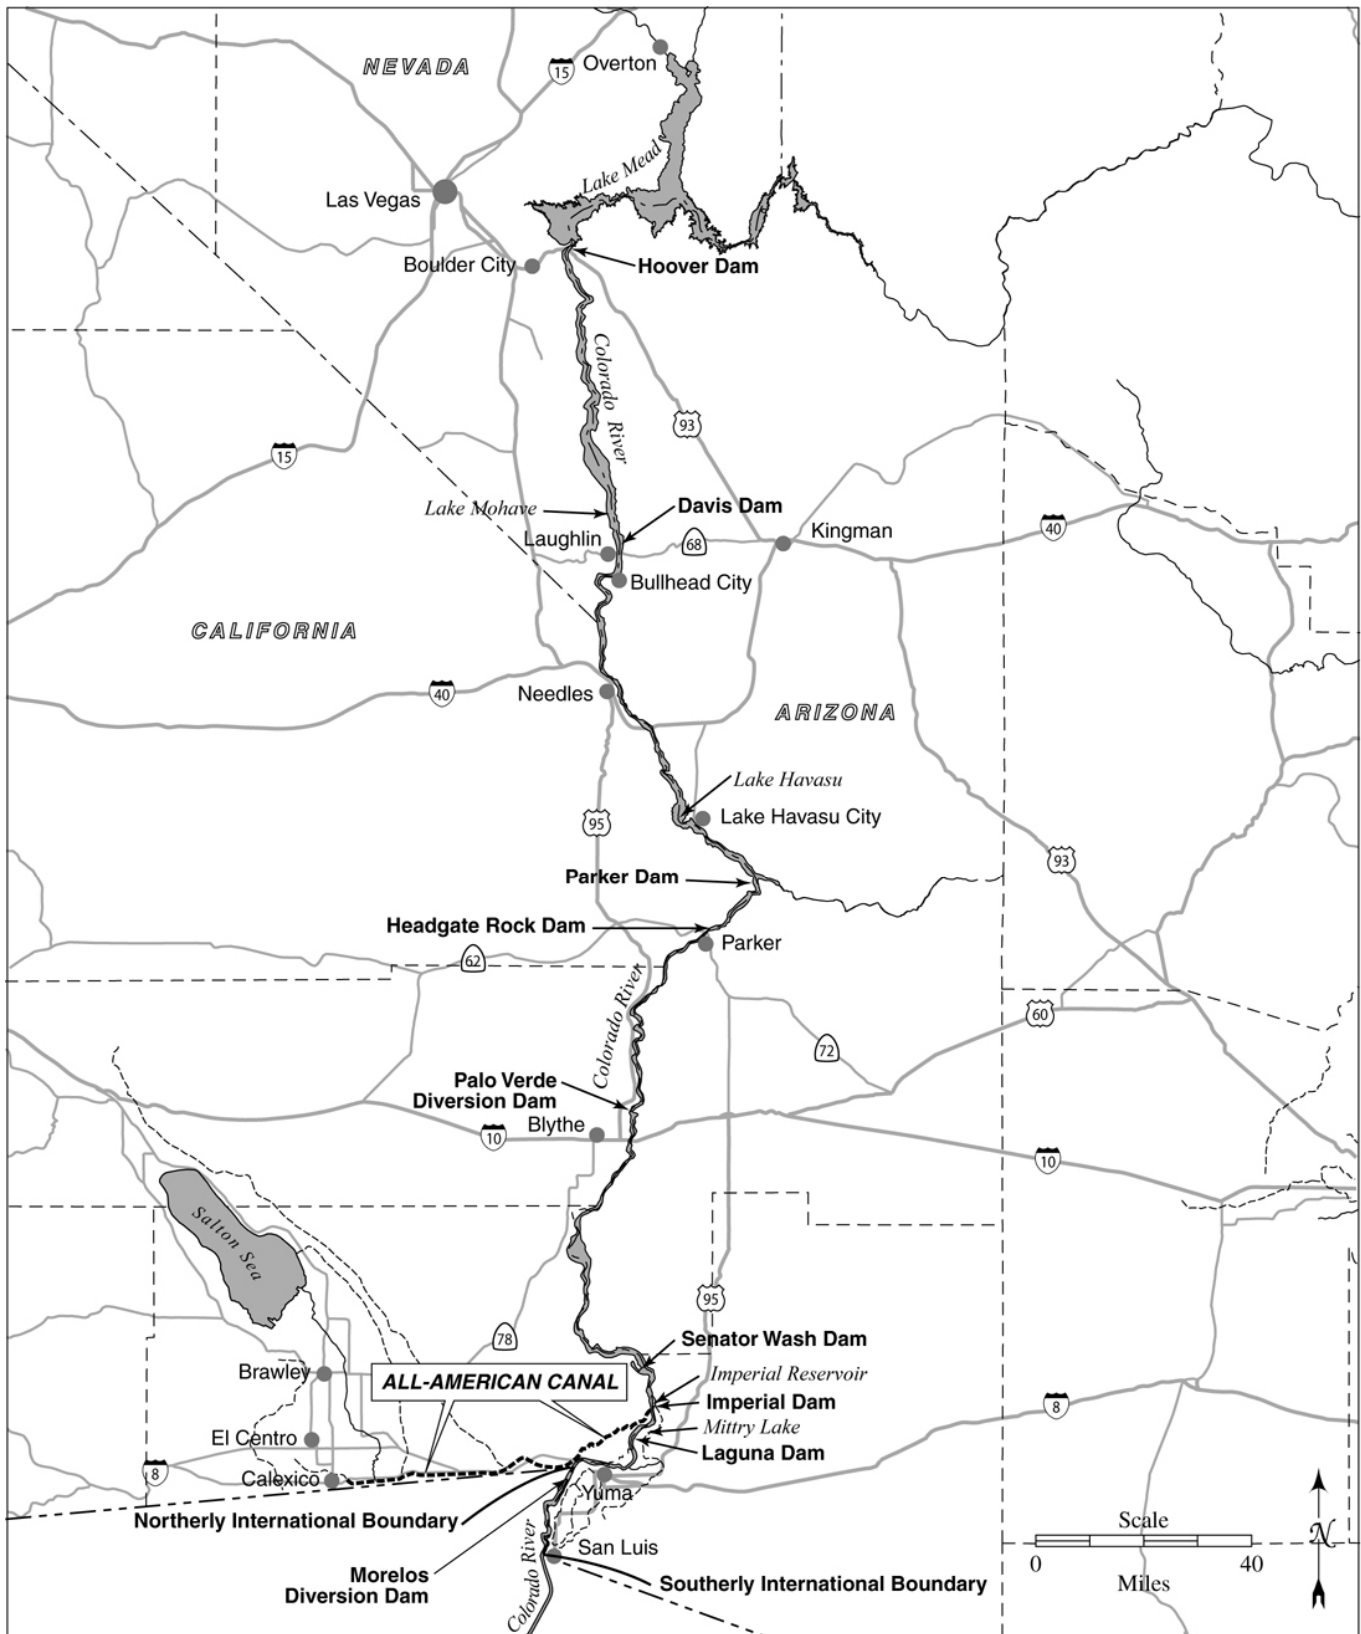 NEVADA
15
Overton
Lake Mead
Las Vegas
Boulder City
Hoover Dam
Colorado River
93
15
Lake Mohave
Davis Dam
Laughlin
68
Kingman
40
Bullhead City
CALIFORNIA
40
Needles
ARIZONA
Lake Havasu
95
Lake Havasu City
93
Parker Dam
Headgate Rock Dam
Parker
62
Colorado River
60
72
Palo Verde
Diversion Dam
Blythe
10
10
Salton Sea
95
78
Senator Wash Dam
Imperial Reservoir
Brawley
ALL-AMERICAN CANAL
Imperial Dam
8
Mittry Lake
El Centro
Laguna Dam
8
Calexico
Yuma
Northerly International Boundary
Scale
N
San Luis
0
40
Miles
Morelos
Diversion Dam
Colorado River
Southerly International Boundary